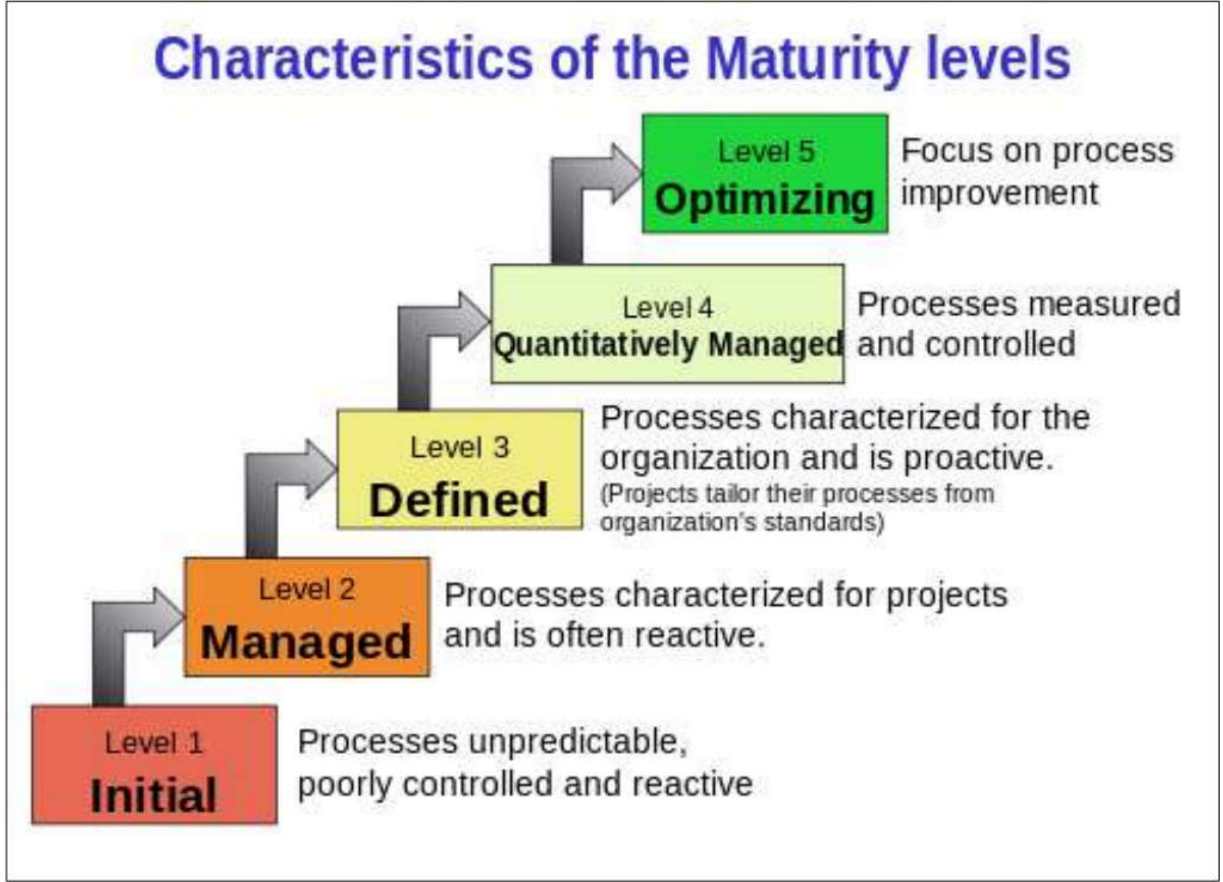 Characteristics of the Maturity levels
Level 5
Optimizing
Focus on process
improvement
Level 4
Quantitatively Managed
Processes measured
and controlled
Level 3
Defined
Processes characterized for the
organization and is proactive.
(Projects tailor their processes from
organization's standards)
Level 2
Managed
Processes characterized for projects
and is often reactive.
Level 1
Initial
Processes unpredictable,
poorly controlled and reactive